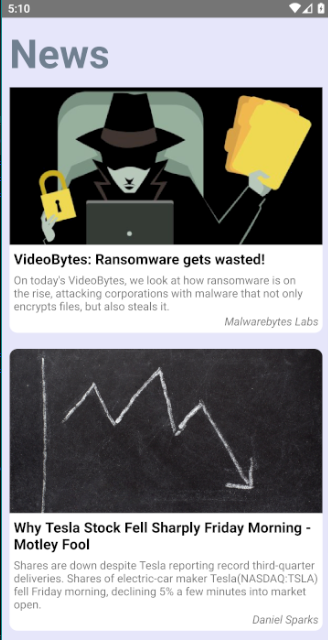 5:10
News
VideoBytes: Ransomware gets wasted!
On today's VideoBytes, we look at how ransomware is on
the rise, attacking corporations with malware that not only
encrypts files, but also steals it.
Malwarebytes Labs
Why Tesla Stock Fell Sharply Friday Morning -
Motley Fool
Shares are down despite Tesla reporting record third-quarter
deliveries. Shares of electric-car maker Tesla(NASDAQ:TSLA)
fell Friday morning, declining 5% a few minutes into market
open.
Daniel Sparks